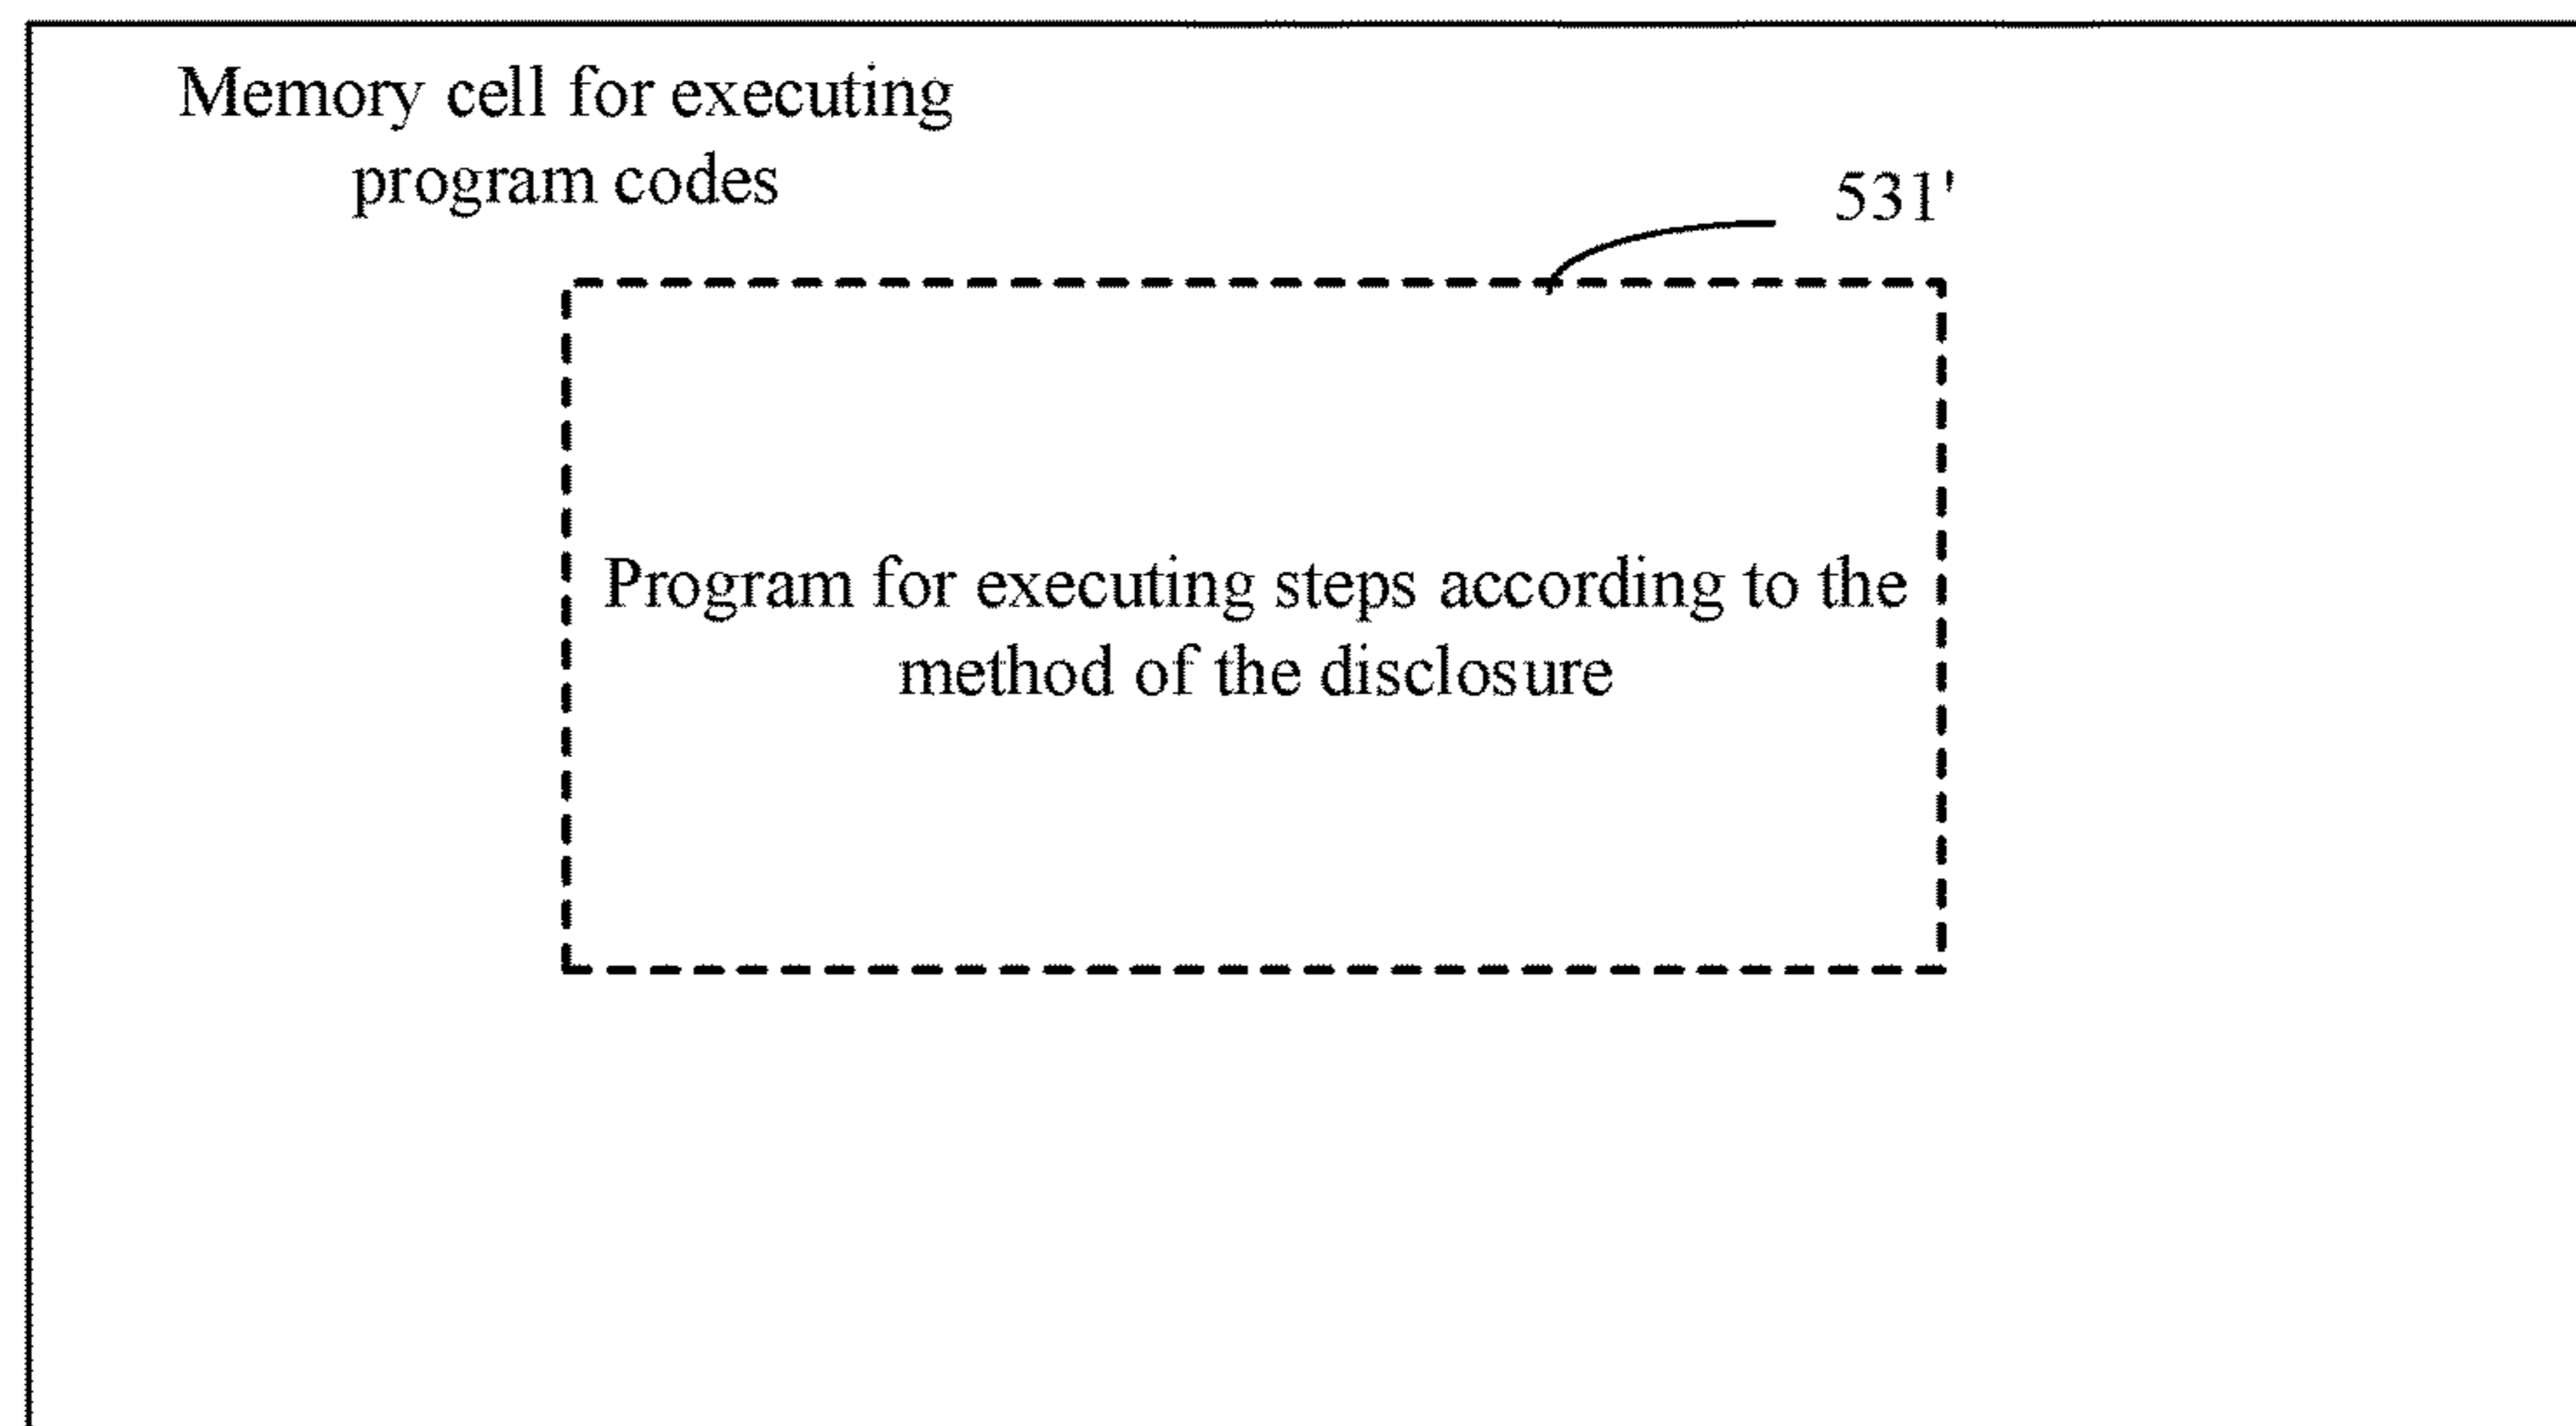 Memory cell for executing
program codes
531'
Program for executing steps according to the
method of the disclosure